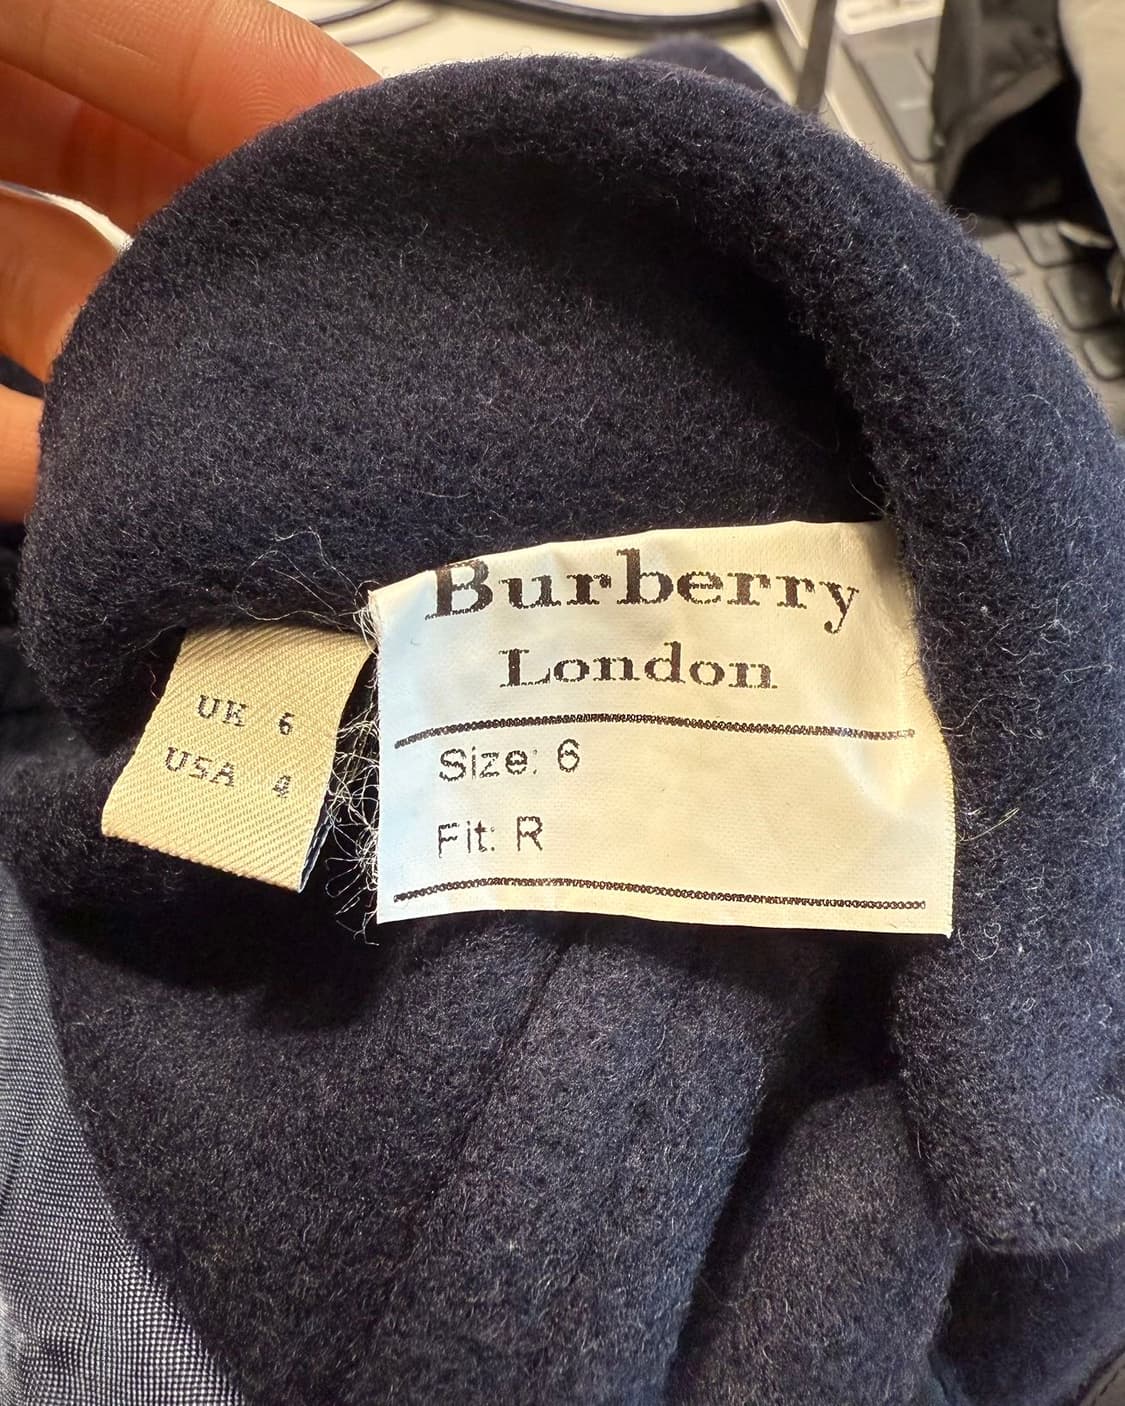 UK 6
USA 4
Burberry
London
Size: 6
Fit: R